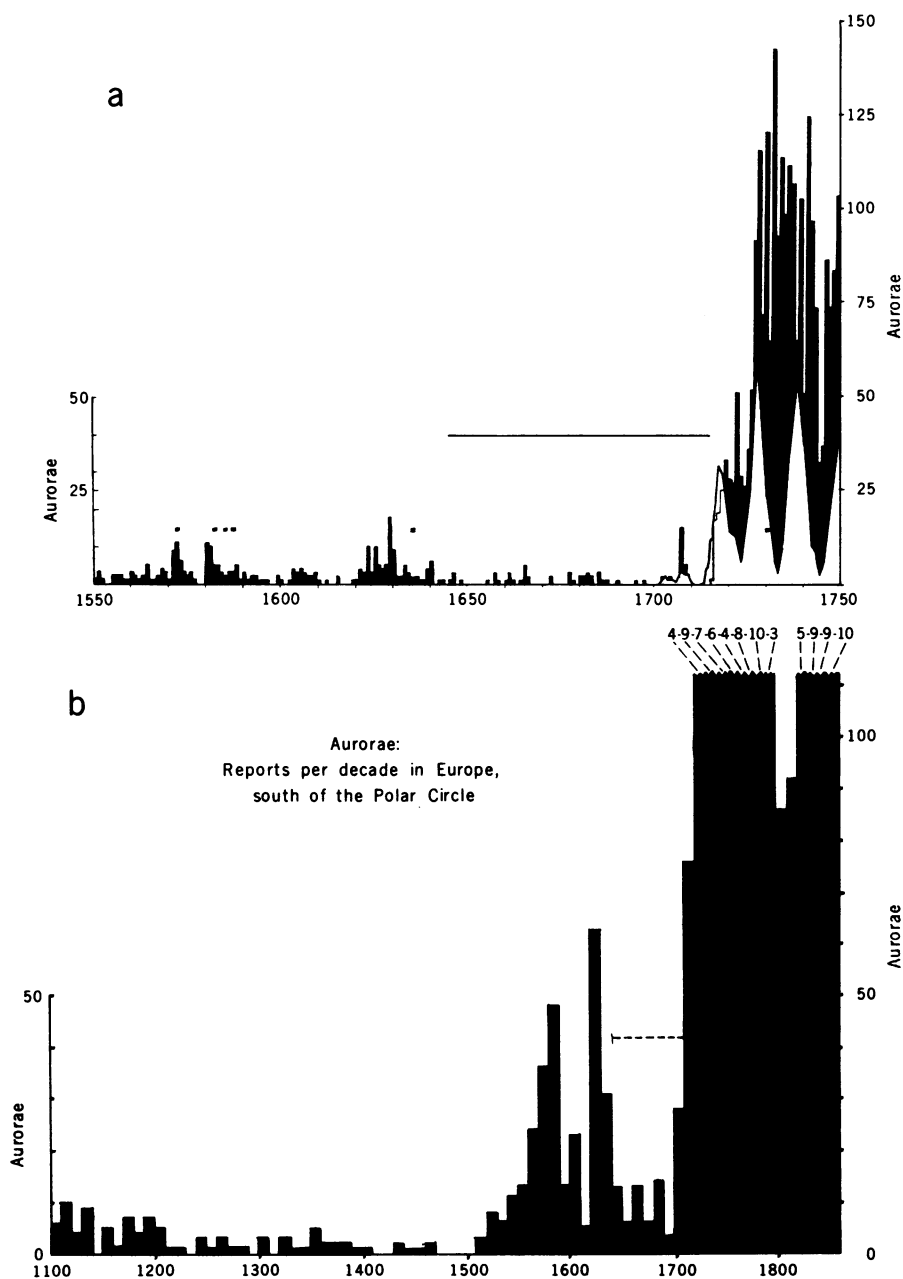 a
150
125
100
75
50
25
Aurorae
50
25
Aurorae
1550 1600 1650 1700 1750
4-9-7-6-4-8-10-3 5-9-9-10
b
Aurorae:
Reports per decade in Europe,
south of the Polar Circle
100
50
0
Aurorae
50
0
Aurorae
1100 1200 1300 1400 1500 1600 1700 1800